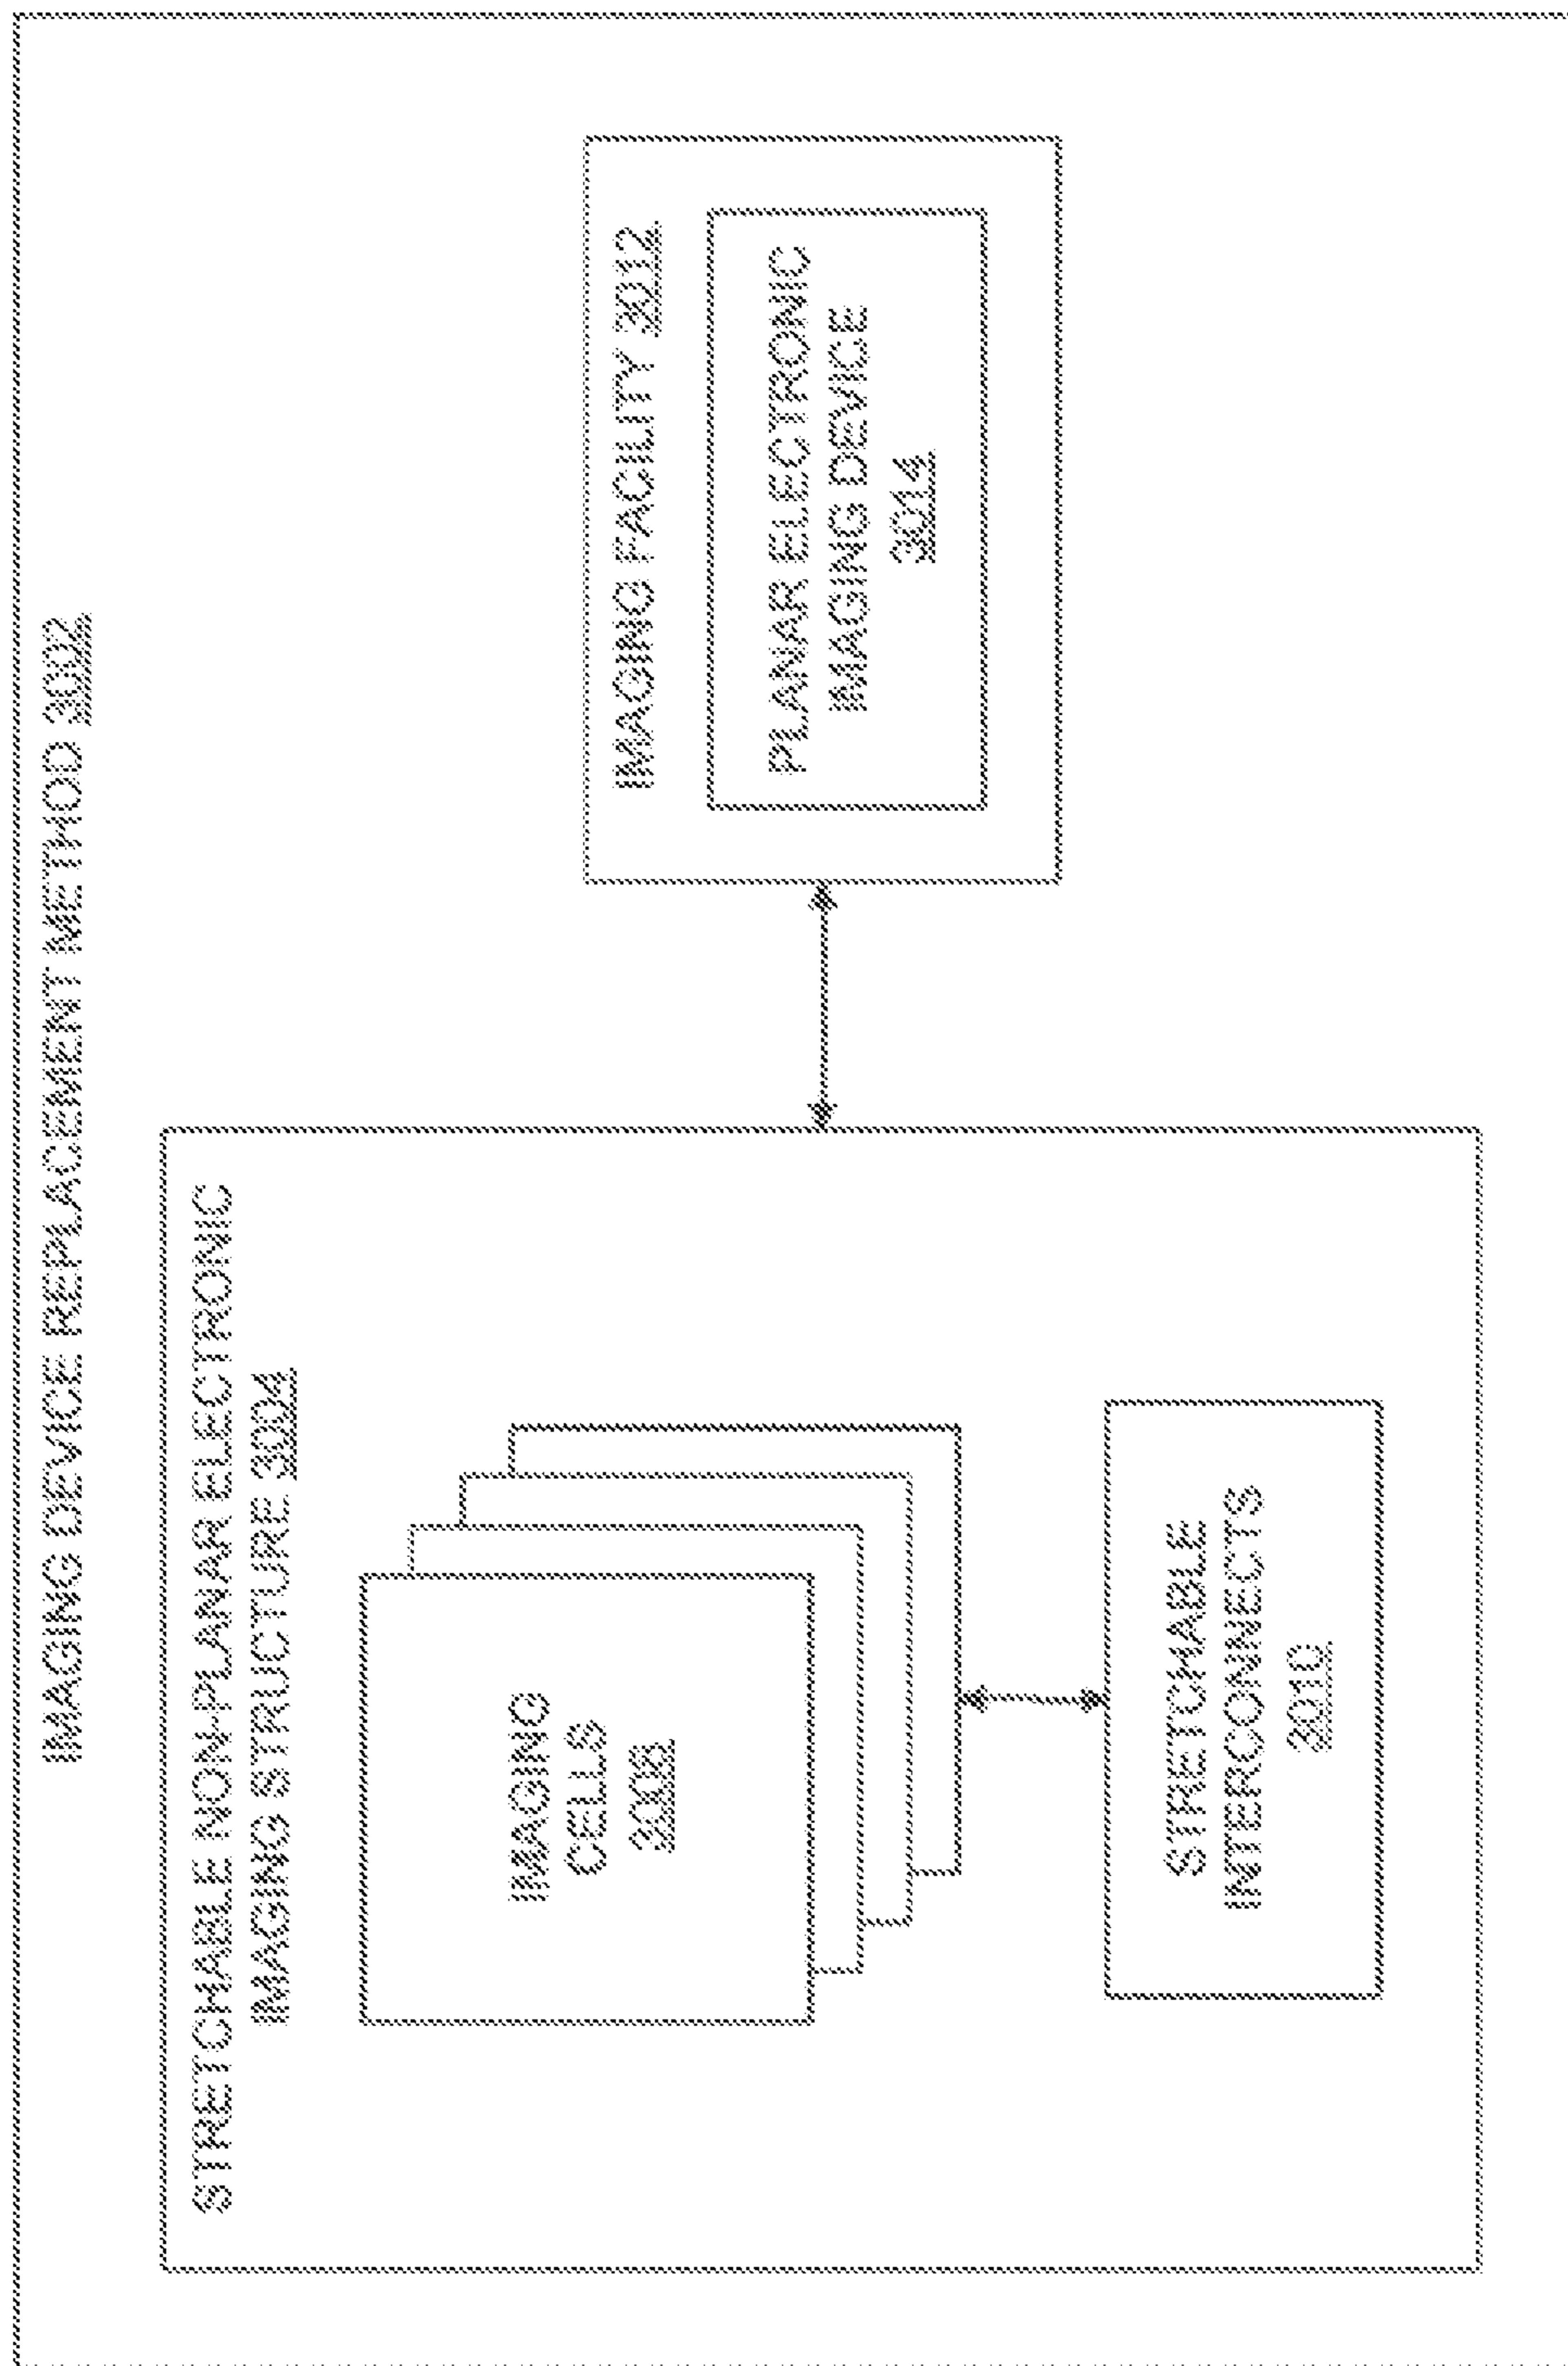 IMAGING DEVICE REPLACEMENT METHOD 3002
STRETCHABLE NON-PLANAR ELECTRONIC
IMAGING STRUCTURE 3004
IMAGING
CELLS
3008
STRETCHABLE
INTERCONNECTS
3010
IMAGING FACILITY 3012
PLANAR ELECTRONIC
IMAGING DEVICE
3014